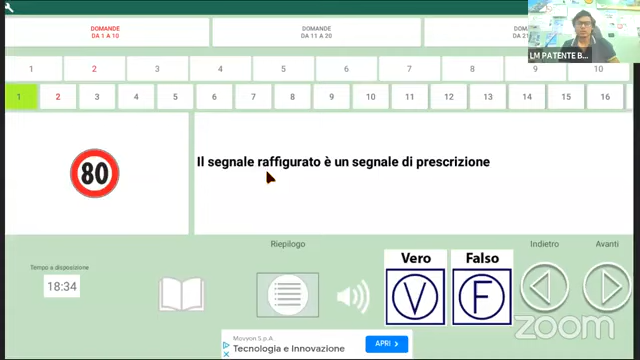 DOMANDE
DA 1 A 10
DOMANDE
DA 11 A 20
DOMANDE
LM PATENTE B...
1 2 3 4 5 6 7 8 9 10
1 2 3 4 5 6 7 8 9 10 11 12 13 14 15 16
80
Il segnale raffigurato è un segnale di prescrizione
Riepilogo
Tempo a disposizione
18:34
Vero
V
Falso
F
Indietro
Avanti
zoom
Movyon S.p.A.
Tecnologia e Innovazione
APRI >